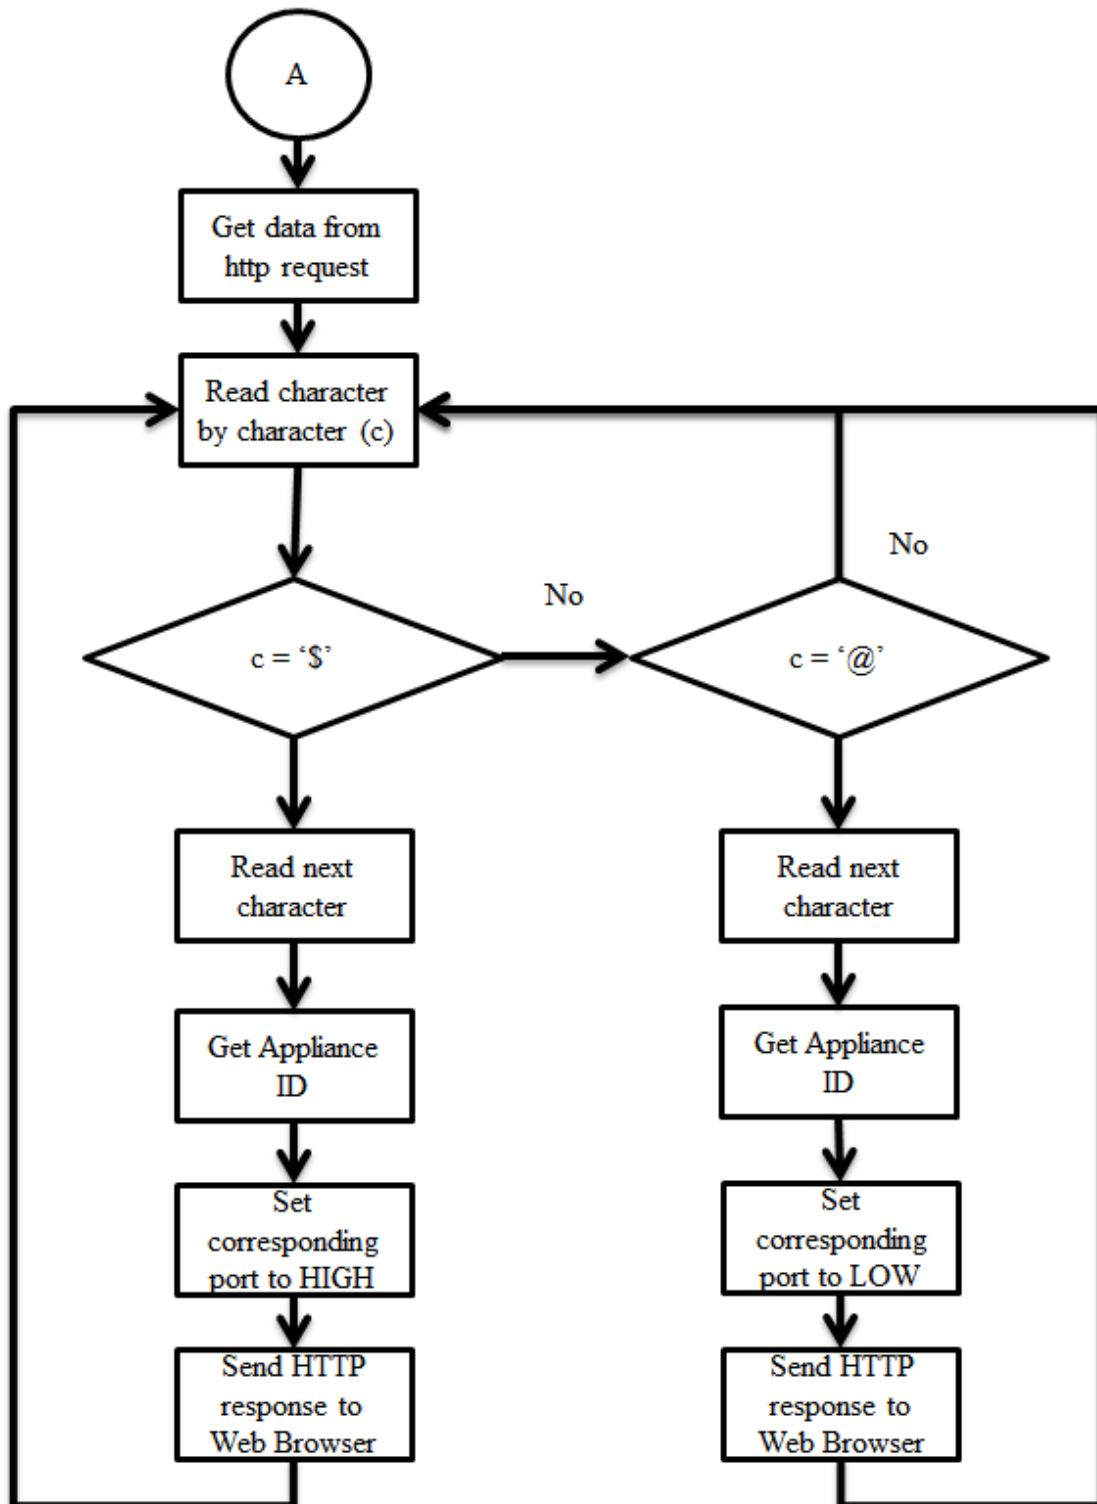 A
Get data from
http request
Read character
by character (c)
No
No
c = ‘$’
c = ‘@’
Read next
character
Read next
character
Get Appliance
ID
Get Appliance
ID
Set
corresponding
port to HIGH
Set
corresponding
port to LOW
Send HTTP
response to
Web Browser
Send HTTP
response to
Web Browser